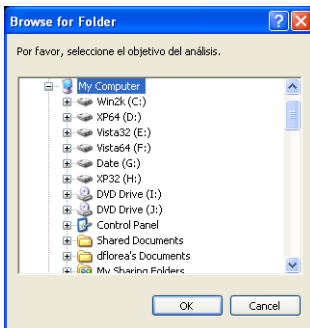 Browse for Folder
Por favor, seleccione el objetivo del análisis.
My Computer
Win2k (C:)
XP64 (D:)
Vista32 (E:)
Vista64 (F:)
Date (G:)
XP32 (H:)
DVD Drive (I:)
DVD Drive (J:)
Control Panel
Shared Documents
dflorea's Documents
My Sharing Folders
OK Cancel